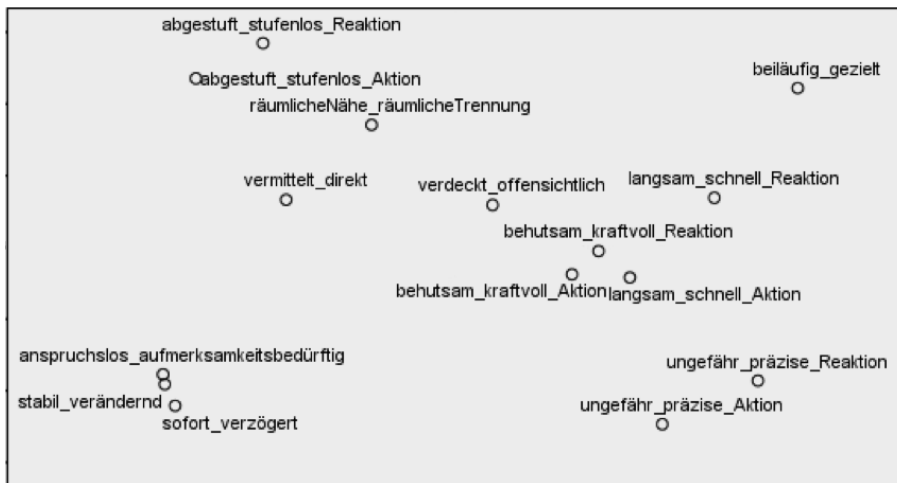 abgestuft_stufenlos_Reaktion
beiläufig_gezielt
abgestuft_stufenlos_Aktion
räumlicheNähe_räumlicheTrennung
vermittelt_direkt
verdeckt_offensichtlich
langsam_schnell_Reaktion
behutsam_kraftvoll_Reaktion
behutsam_kraftvoll_Aktion
langsam_schnell_Aktion
anspruchslos_aufmerksamkeitsbedürftig
ungefähr_präzise_Reaktion
stabil_verändernd
ungefähr_präzise_Aktion
sofort_verzögert